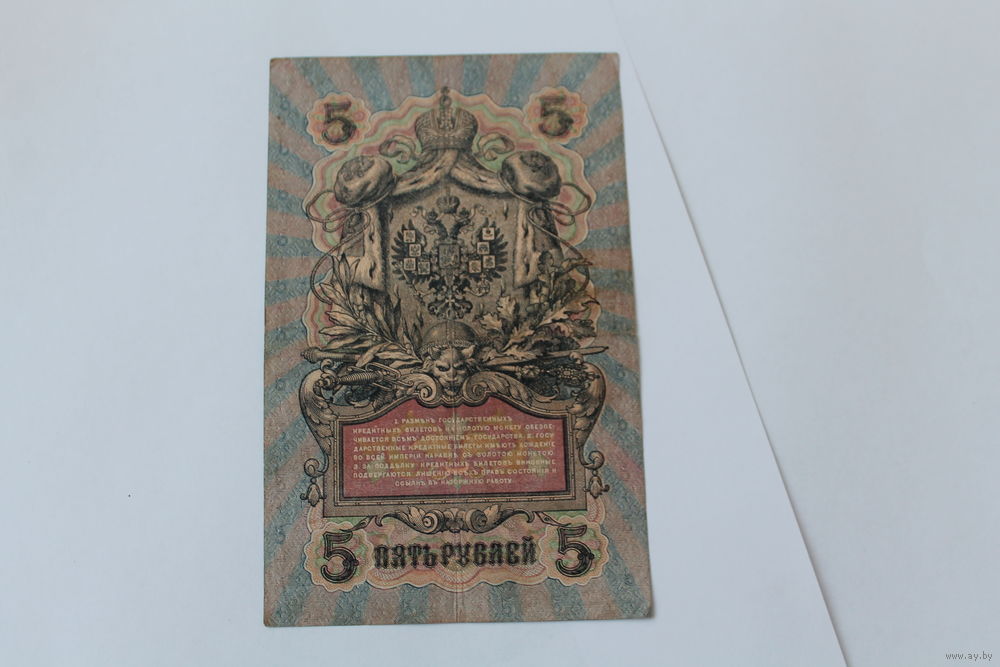 5 5
1. РАЗМѢНЪ ГОСУДАРСТВЕННЫХЪ
КРЕДИТНЫХЪ БИЛЕТОВЪ НА ЗОЛОТУЮ МОНЕТУ ОБЕЗПЕ
ЧИВАЕТСЯ ВСѢМЪ ДОСТОЯНІЕМЪ ГОСУДАРСТВА. 2. ГОСУ
ДАРСТВЕННЫЕ КРЕДИТНЫЕ БИЛЕТЫ ИМѢЮТЪ ХОЖДЕНІЕ
ВО ВСЕЙ ИМПЕРІИ НАРАВНѢ СЪ ЗОЛОТОЮ МОНЕТОЮ.
3. ЗА ПОДДѢЛКУ КРЕДИТНЫХЪ БИЛЕТОВЪ ВИНОВНЫЕ
ПОДВЕРГАЮТСЯ ЛИШЕНІЮ ВСѢХЪ ПРАВЪ СОСТОЯНІЯ И
ССЫЛКѢ ВЪ КАТОРЖНУЮ РАБОТУ.
5 ПЯТЬ РУБЛЕЙ 5
www.ay.by